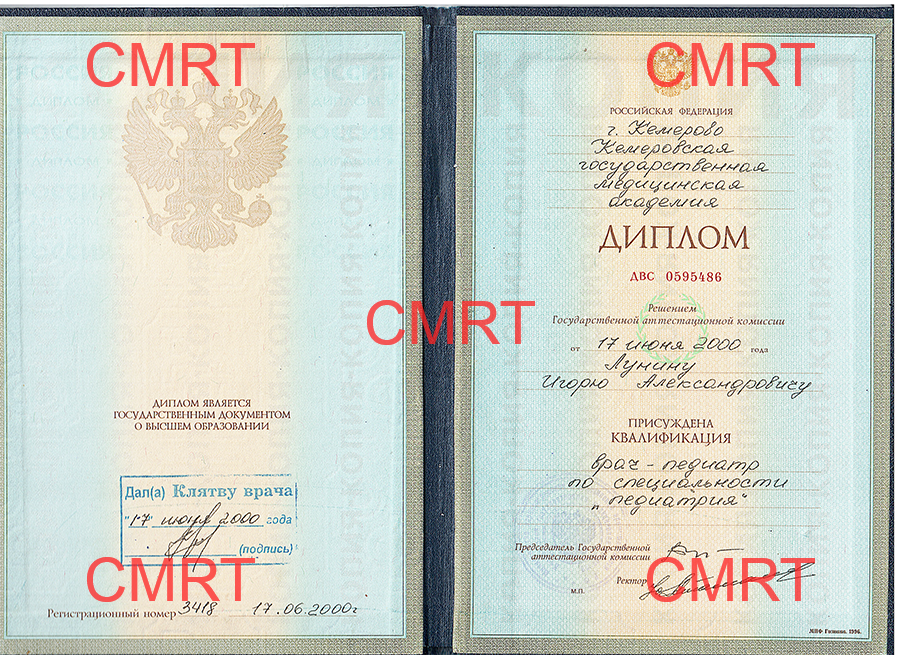 CMRT
CMRT
ДИПЛОМ ЯВЛЯЕТСЯ
ГОСУДАРСТВЕННЫМ ДОКУМЕНТОМ
О ВЫСШЕМ ОБРАЗОВАНИИ
Дал(а) Клятву врача
"17" июня 2000 года
(подпись)
CMRT
Регистрационный номер 3418 17.06.2000г
РОССИЙСКАЯ ФЕДЕРАЦИЯ
г. Кемерово
Кемеровская
государственная
медицинская
академия
ДИПЛОМ
ДВС 0595486
CMRT
Решением
Государственной аттестационной комиссии
от 17 июня 2000 года
Лунину
Игорю Александровичу
ПРИСУЖДЕНА
КВАЛИФИКАЦИЯ
врач - педиатр
по специальности
„педиатрия"
Председатель Государственной
аттестационной комиссии
CMRT
Ректор
М.П.
МПФ Гознака. 1996.